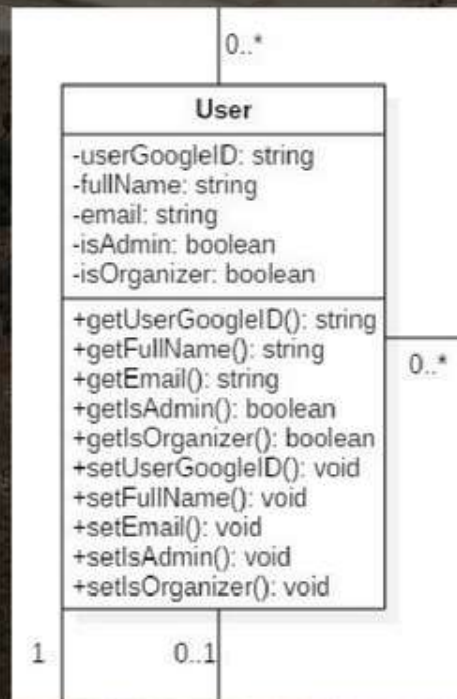 0..*
User
-userGoogleID: string
-fullName: string
-email: string
-isAdmin: boolean
-isOrganizer: boolean
+getUserGoogleID(): string
+getFullName(): string
+getEmail(): string
+getIsAdmin(): boolean
+getIsOrganizer(): boolean
+setUserGoogleID(): void
+setFullName(): void
+setEmail(): void
+setIsAdmin(): void
+setIsOrganizer(): void
0..*
1
0..1